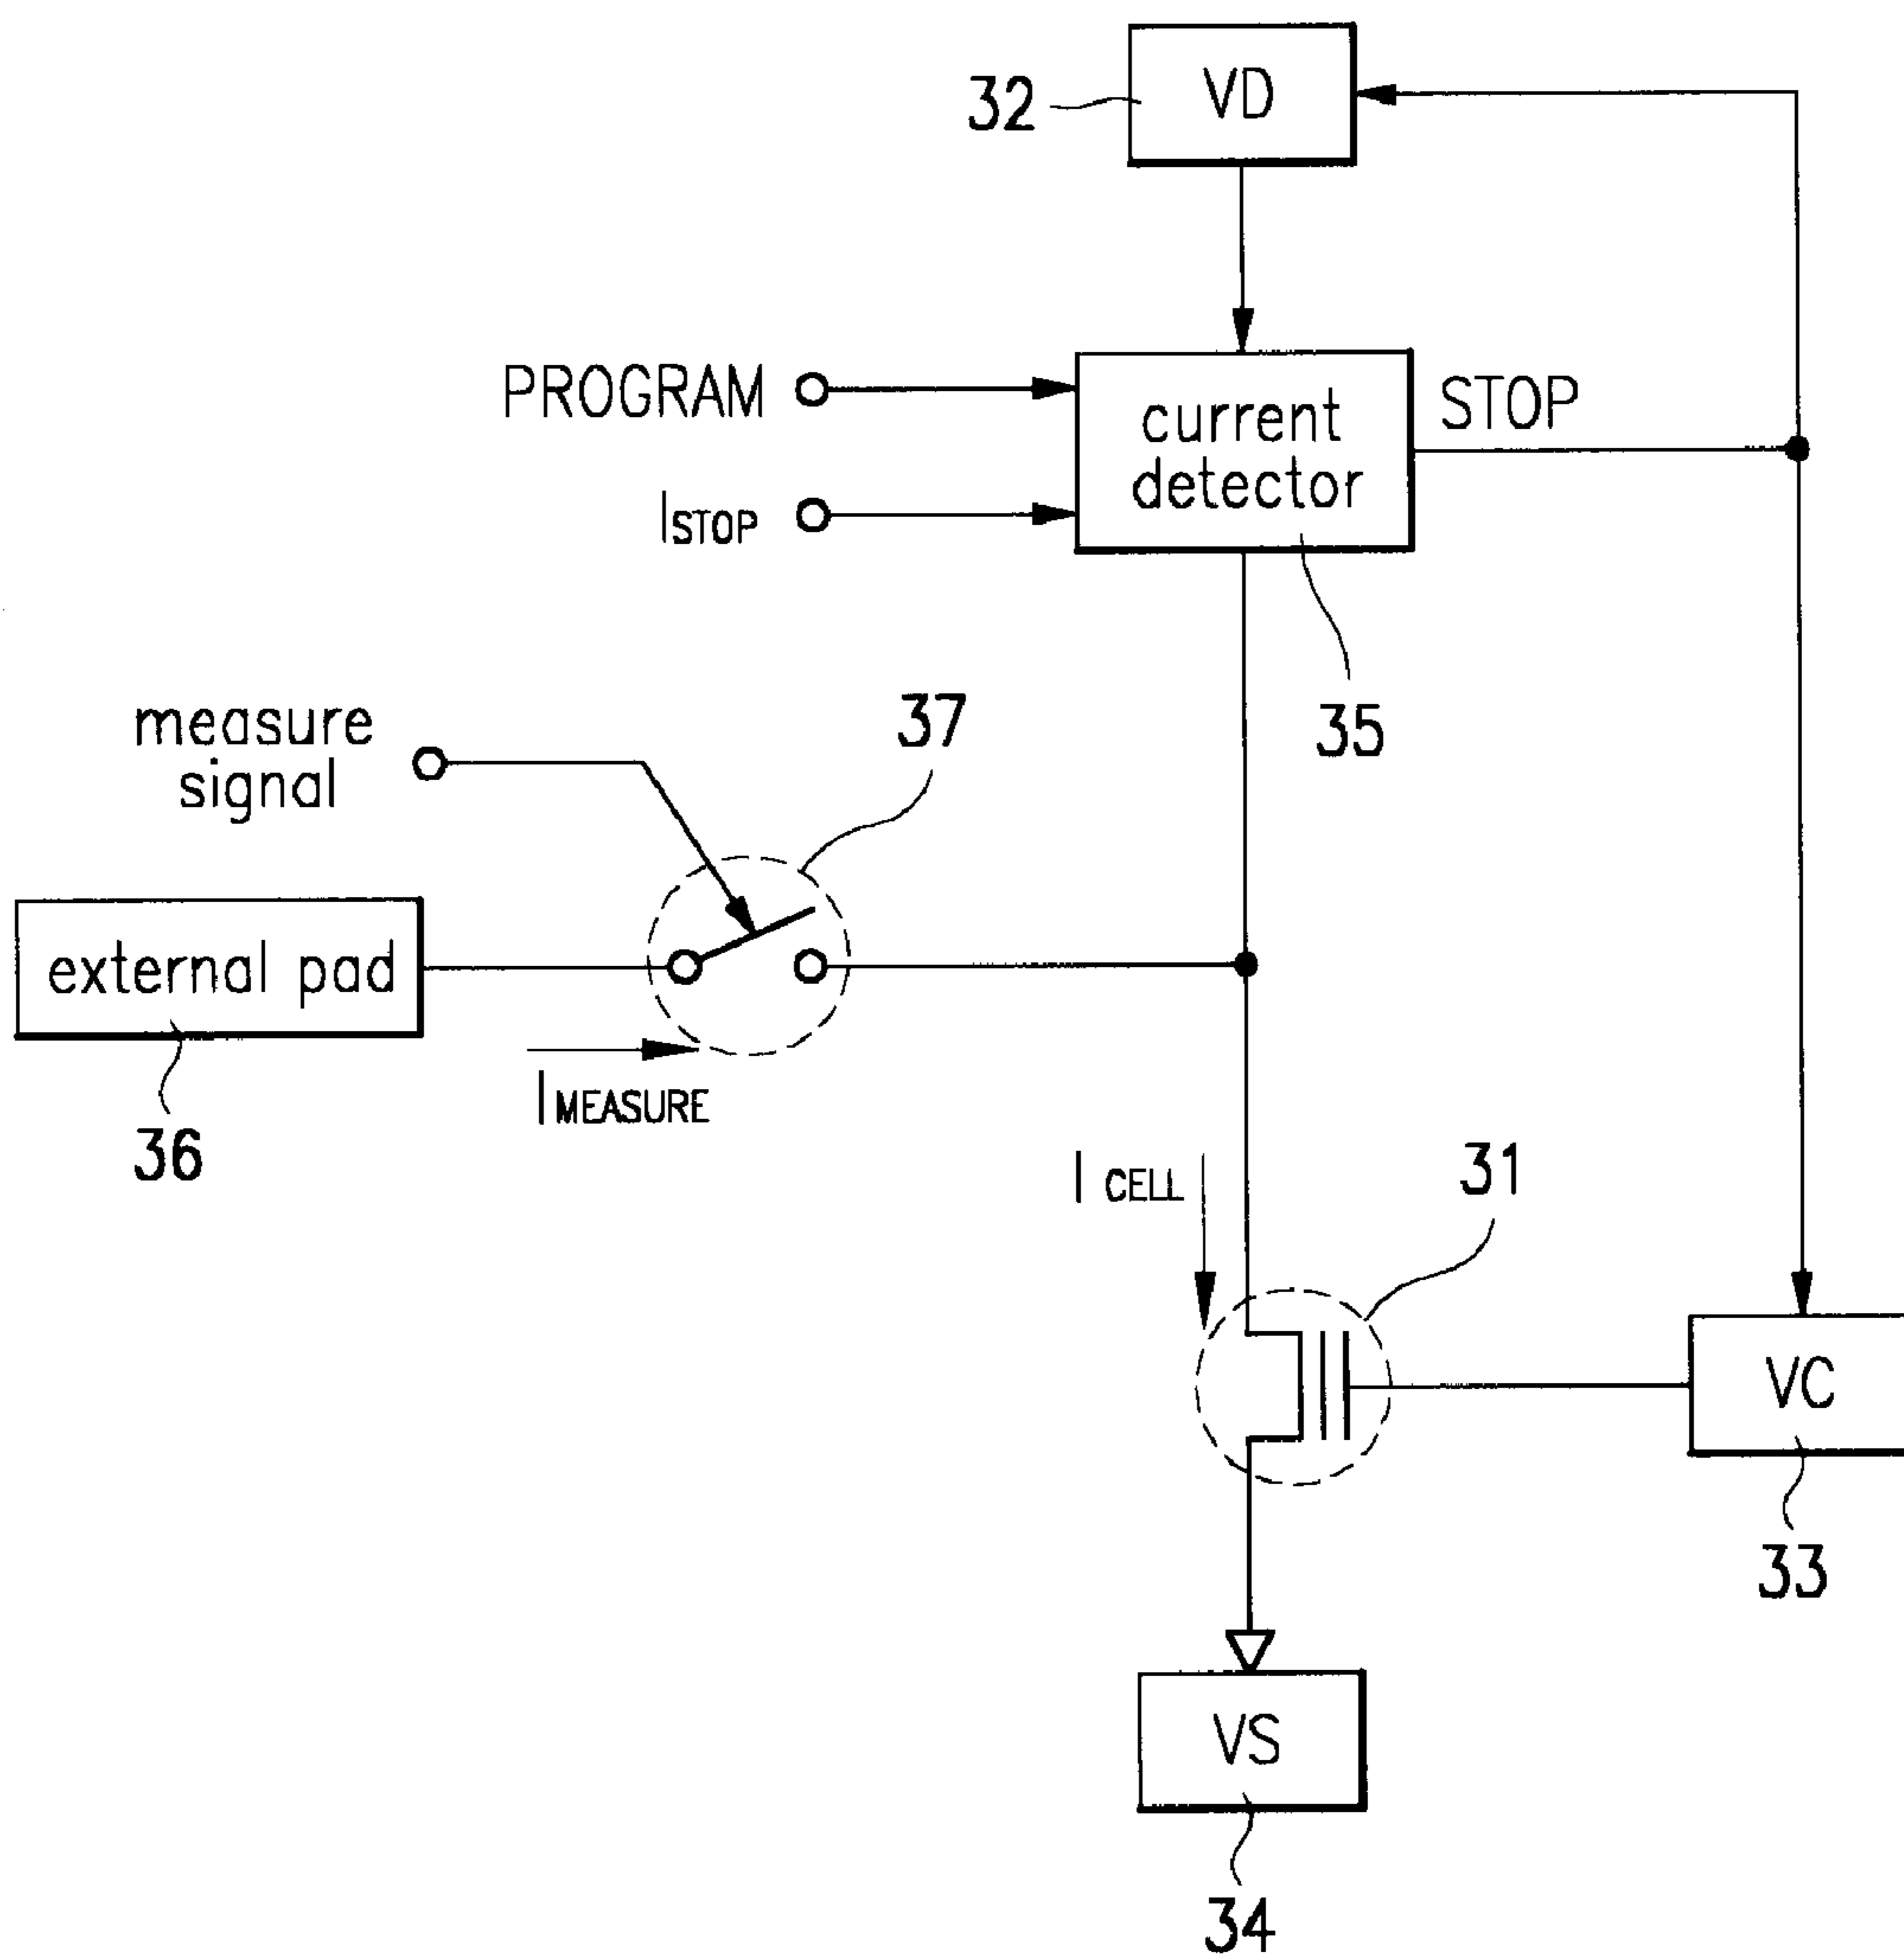 VD
32
PROGRAM
current
detector
STOP
ISTOP
35
measure
signal
37
external pad
IMEASURE
36
I CELL
31
VC
33
VS
34